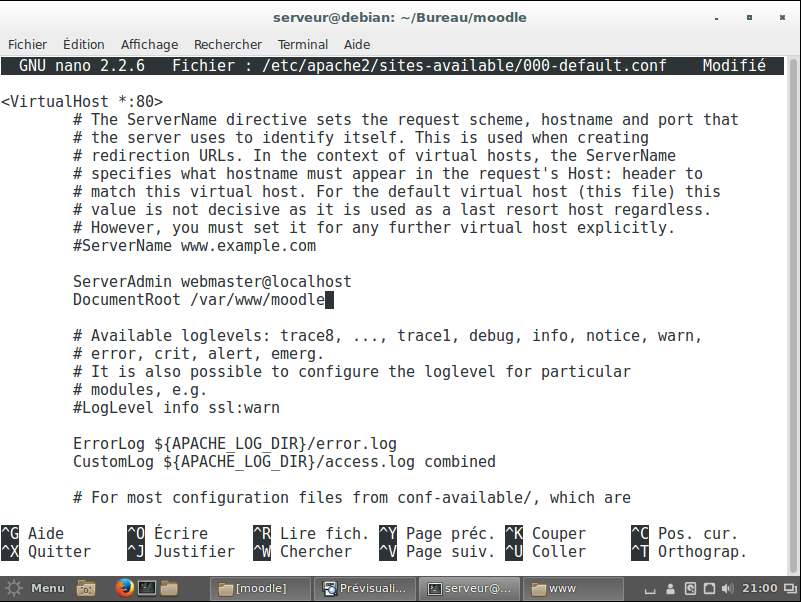 serveur@debian: ~/Bureau/moodle
Fichier Édition Affichage Rechercher Terminal Aide
GNU nano 2.2.6 Fichier : /etc/apache2/sites-available/000-default.conf Modifié
<VirtualHost *:80>
# The ServerName directive sets the request scheme, hostname and port that
# the server uses to identify itself. This is used when creating
# redirection URLs. In the context of virtual hosts, the ServerName
# specifies what hostname must appear in the request's Host: header to
# match this virtual host. For the default virtual host (this file) this
# value is not decisive as it is used as a last resort host regardless.
# However, you must set it for any further virtual host explicitly.
#ServerName www.example.com
ServerAdmin webmaster@localhost
DocumentRoot /var/www/moodle
# Available loglevels: trace8, ..., trace1, debug, info, notice, warn,
# error, crit, alert, emerg.
# It is also possible to configure the loglevel for particular
# modules, e.g.
#LogLevel info ssl:warn
ErrorLog ${APACHE_LOG_DIR}/error.log
CustomLog ${APACHE_LOG_DIR}/access.log combined
# For most configuration files from conf-available/, which are
^G Aide ^O Écrire ^R Lire fich. ^Y Page préc. ^K Couper ^C Pos. cur.
^X Quitter ^J Justifier ^W Chercher ^V Page suiv. ^U Coller ^T Orthograp.
Menu [moodle] Prévisuali... serveur@... www 21:00